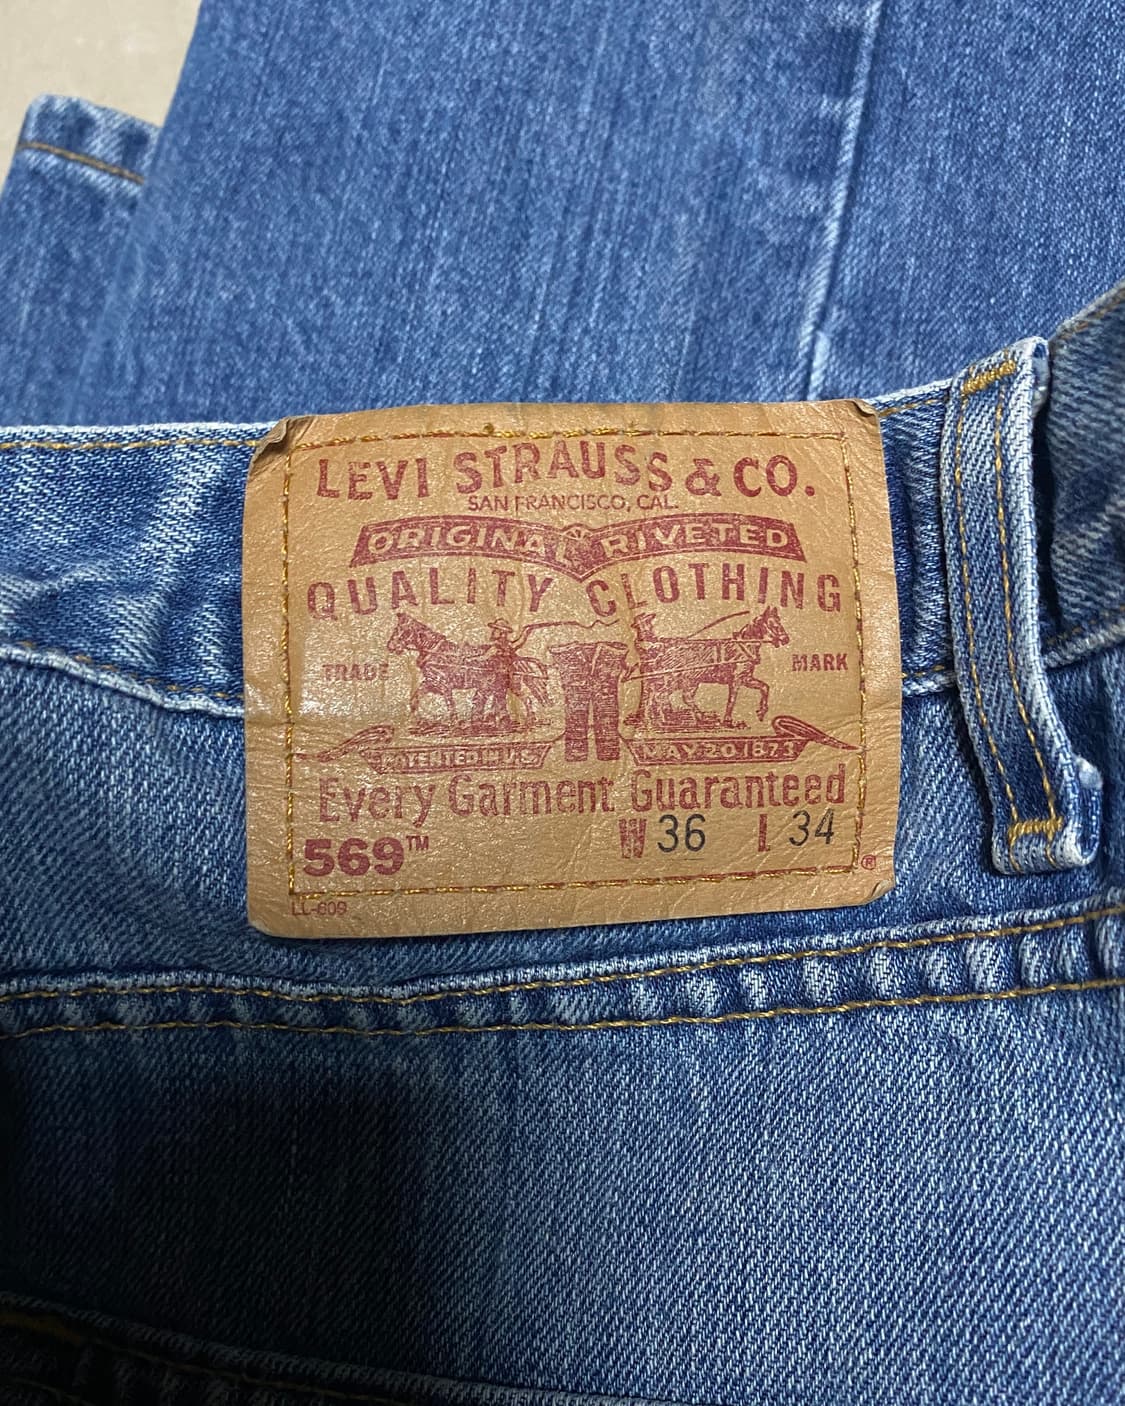 LEVI STRAUSS & CO.
SAN FRANCISCO, CAL.
ORIGINAL RIVETED
QUALITY CLOTHING
TRADE MARK
PATENTED IN U.S. MAY 20 1873
Every Garment Guaranteed
W 36 L 34
569™
®
LL-609